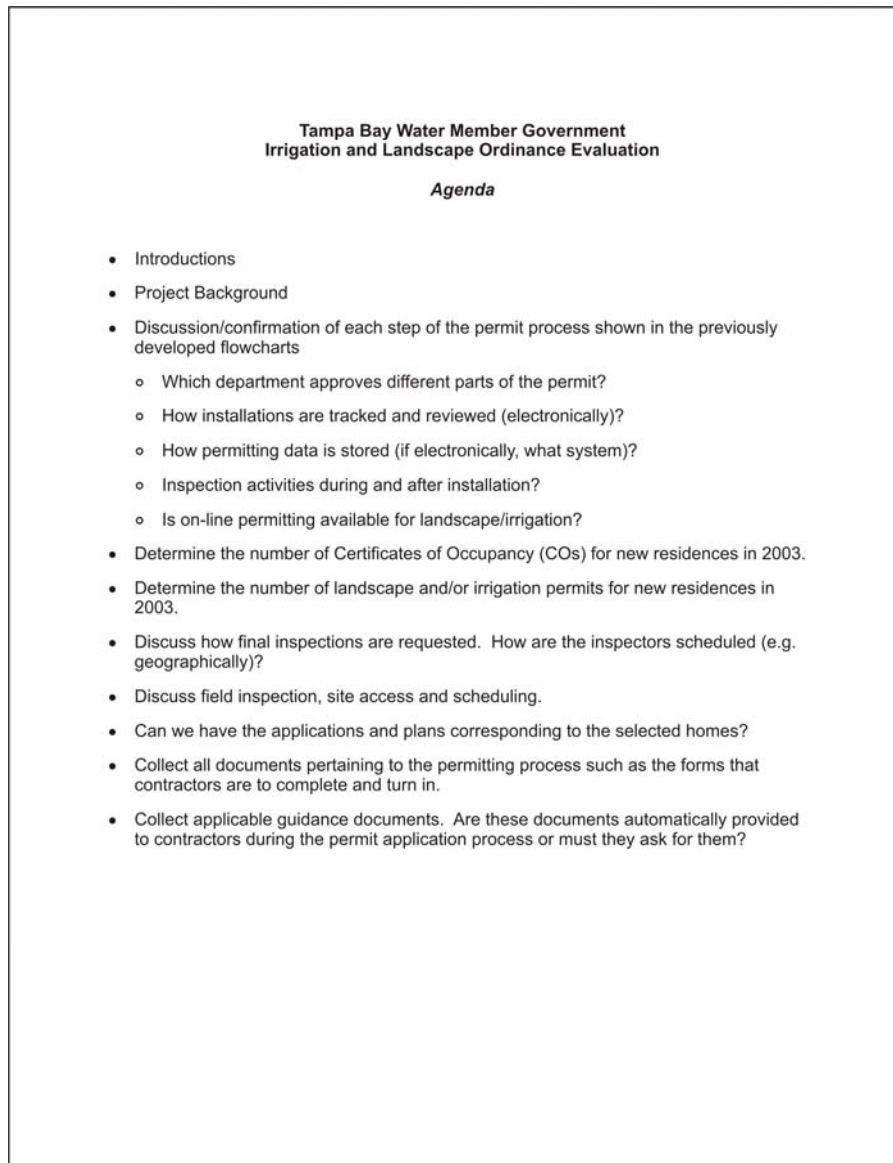 Tampa Bay Water Member Government
Irrigation and Landscape Ordinance Evaluation
Agenda
• Introductions
• Project Background
• Discussion/confirmation of each step of the permit process shown in the previously
developed flowcharts
o Which department approves different parts of the permit?
o How installations are tracked and reviewed (electronically)?
o How permitting data is stored (if electronically, what system)?
o Inspection activities during and after installation?
o Is on-line permitting available for landscape/irrigation?
• Determine the number of Certificates of Occupancy (COs) for new residences in 2003.
• Determine the number of landscape and/or irrigation permits for new residences in
2003.
• Discuss how final inspections are requested.  How are the inspectors scheduled (e.g.
geographically)?
• Discuss field inspection, site access and scheduling.
• Can we have the applications and plans corresponding to the selected homes?
• Collect all documents pertaining to the permitting process such as the forms that
contractors are to complete and turn in.
• Collect applicable guidance documents.  Are these documents automatically provided
to contractors during the permit application process or must they ask for them?